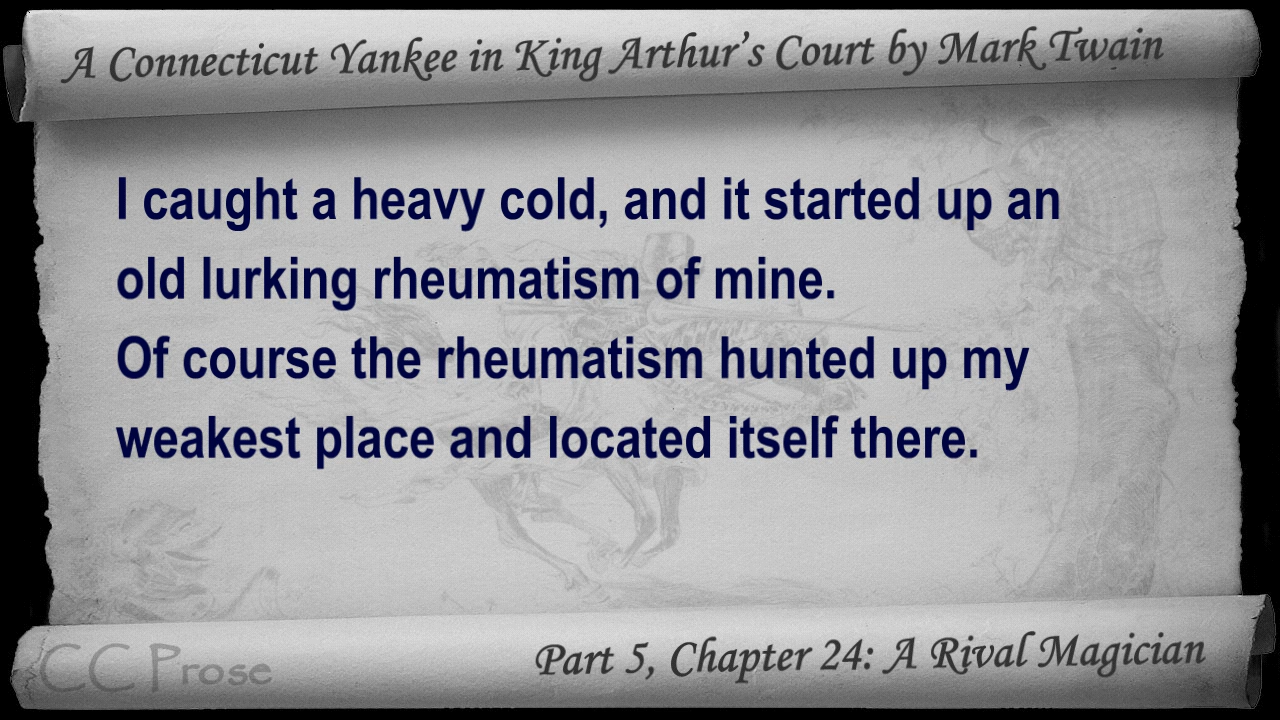 A Connecticut Yankee in King Arthur's Court by Mark Twain
I caught a heavy cold, and it started up an
old lurking rheumatism of mine.
Of course the rheumatism hunted up my
weakest place and located itself there.
CC Prose
Part 5, Chapter 24: A Rival Magician